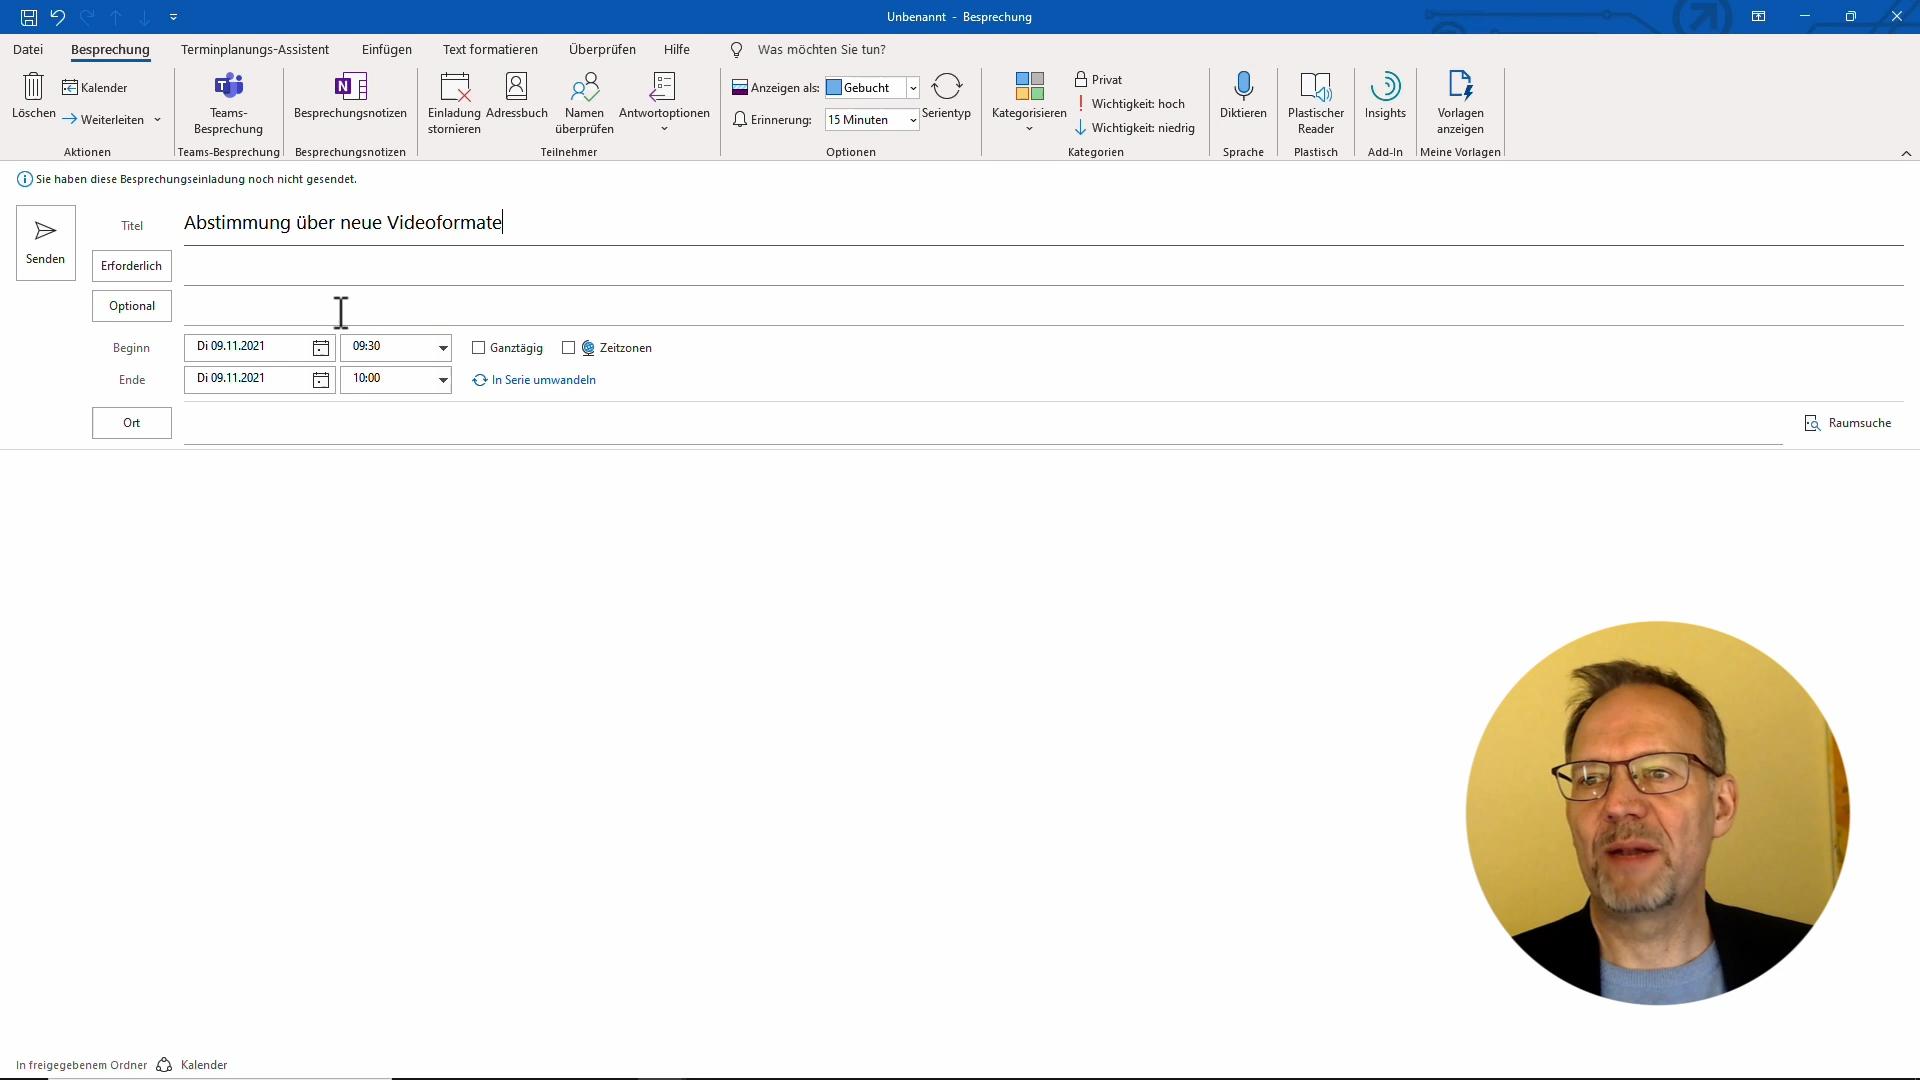 Unbenannt - Besprechung
Datei Besprechung Terminplanungs-Assistent Einfügen Text formatieren Überprüfen Hilfe Was möchten Sie tun?
Löschen
Kalender
Weiterleiten
Aktionen
Teams-
Besprechung
Teams-Besprechung
Besprechungsnotizen
Besprechungsnotizen
Einladung
stornieren
Adressbuch
Namen
überprüfen
Antwortoptionen
Teilnehmer
Anzeigen als: Gebucht
Erinnerung: 15 Minuten
Serientyp
Optionen
Kategorisieren
Privat
Wichtigkeit: hoch
Wichtigkeit: niedrig
Kategorien
Diktieren
Sprache
Plastischer
Reader
Plastisch
Insights
Add-In
Vorlagen
anzeigen
Meine Vorlagen
Sie haben diese Besprechungseinladung noch nicht gesendet.
Senden
Titel Abstimmung über neue Videoformate
Erforderlich
Optional
Beginn Di 09.11.2021 09:30 Ganztägig Zeitzonen
Ende Di 09.11.2021 10:00 In Serie umwandeln
Ort Raumsuche
In freigegebenem Ordner Kalender